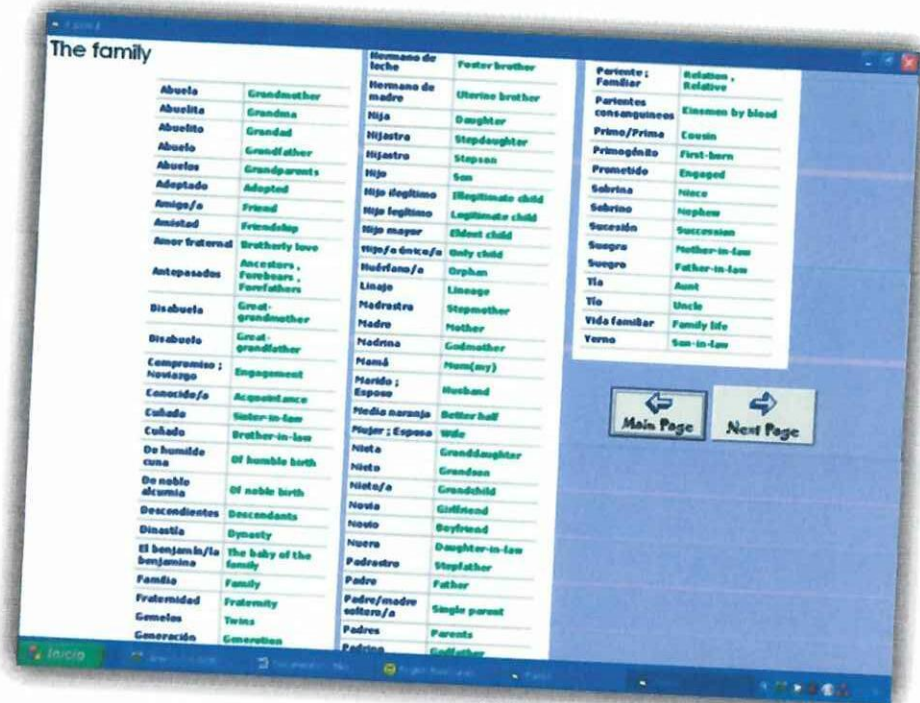 The family
Abuela Grandmother
Abuelita Grandma
Abuelito Grandad
Abuelo Grandfather
Abuelos Grandparents
Adoptado Adopted
Amigo/a Friend
Amistad Friendship
Amor fraternal Brotherly love
Antepasados Ancestors ,
Forebears ,
Forefathers
Bisabuela Great-
grandmother
Bisabuelo Great-
grandfather
Compromiso ;
Noviazgo Engagement
Conocido/a Acquaintance
Cuñada Sister-in-law
Cuñado Brother-in-law
De humilde
cuna Of humble birth
De noble
alcurnia Of noble birth
Descendientes Descendants
Dinastía Dynasty
El benjamín/la
benjamina The baby of the
family
Familia Family
Fraternidad Fraternity
Gemelos Twins
Generación Generation
Hermano de
leche Foster brother
Hermano de
madre Uterine brother
Hija Daughter
Hijastra Stepdaughter
Hijastro Stepson
Hijo Son
Hijo ilegítimo Illegitimate child
Hijo legítimo Legitimate child
Hijo mayor Eldest child
Hijo/a único/a Only child
Huérfano/a Orphan
Linaje Lineage
Madrastra Stepmother
Madre Mother
Madrina Godmother
Mamá Mum(my)
Marido ;
Esposo Husband
Media naranja Better half
Mujer ; Esposa Wife
Nieta Granddaughter
Nieto Grandson
Nieto/a Grandchild
Novia Girlfriend
Novio Boyfriend
Nuera Daughter-in-law
Padrastro Stepfather
Padre Father
Padre/madre
soltero/a Single parent
Padres Parents
Padrino Godfather
Pariente ;
Familiar Relation ,
Relative
Parientes
consanguíneos Kinsmen by blood
Primo/Prima Cousin
Primogénito First-born
Prometido Engaged
Sobrina Niece
Sobrino Nephew
Sucesión Succession
Suegra Mother-in-law
Suegro Father-in-law
Tía Aunt
Tío Uncle
Vida familiar Family life
Yerno Son-in-law
Main Page
Next Page
Inicio